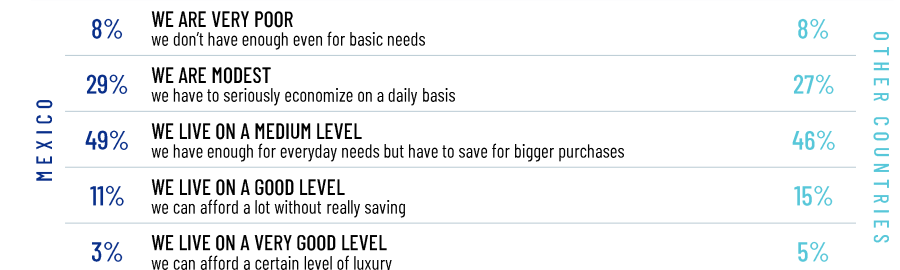 8%
WE ARE VERY POOR
we don't have enough even for basic needs
8%
29%
WE ARE MODEST
we have to seriously economize on a daily basis
27%
MEXICO
49%
WE LIVE ON A MEDIUM LEVEL
we have enough for everyday needs but have to save for bigger purchases
46%
OTHER COUNTRIES
11%
WE LIVE ON A GOOD LEVEL
we can afford a lot without really saving
15%
3%
WE LIVE ON A VERY GOOD LEVEL
we can afford a certain level of luxury
5%